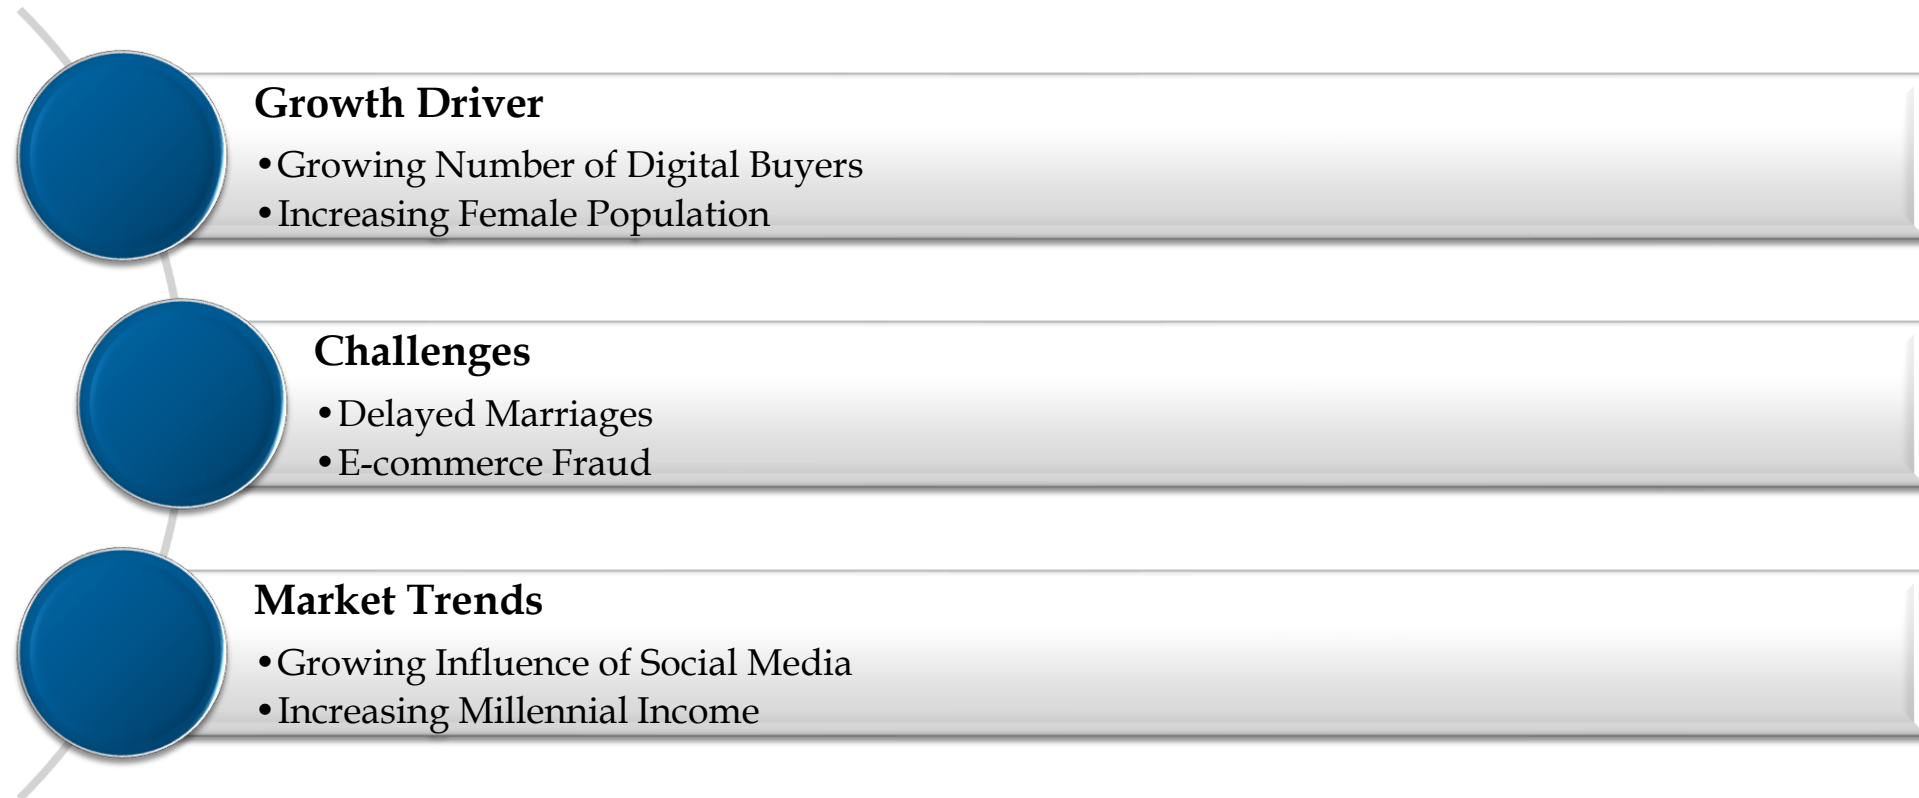 Growth Driver
•Growing Number of Digital Buyers
•Increasing Female Population
Challenges
•Delayed Marriages
•E-commerce Fraud
Market Trends
•Growing Influence of Social Media
•Increasing Millennial Income